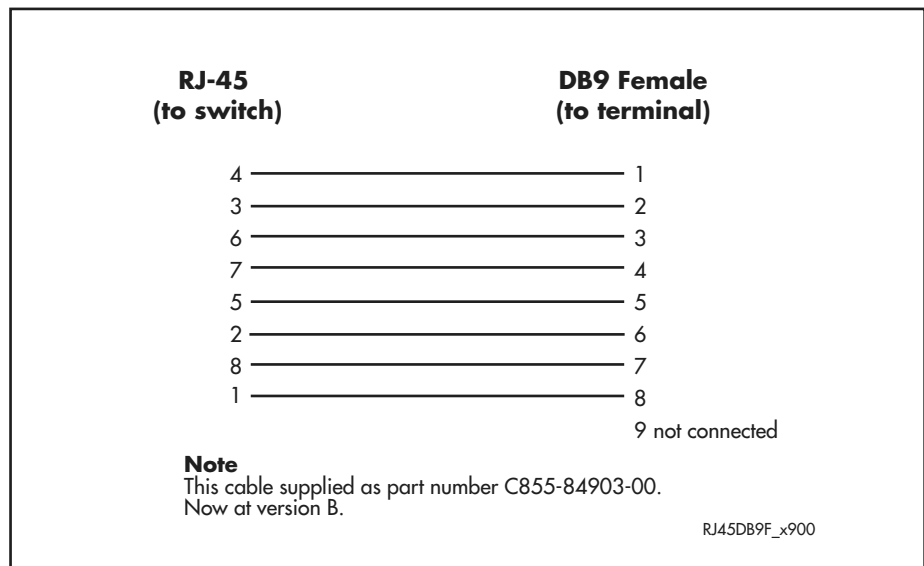 RJ-45 DB9 Female
(to switch) (to terminal)
4 1
3 2
6 3
7 4
5 5
2 6
8 7
1 8
9 not connected
Note
This cable supplied as part number C855-84903-00.
Now at version B.
RJ45DB9F_x900